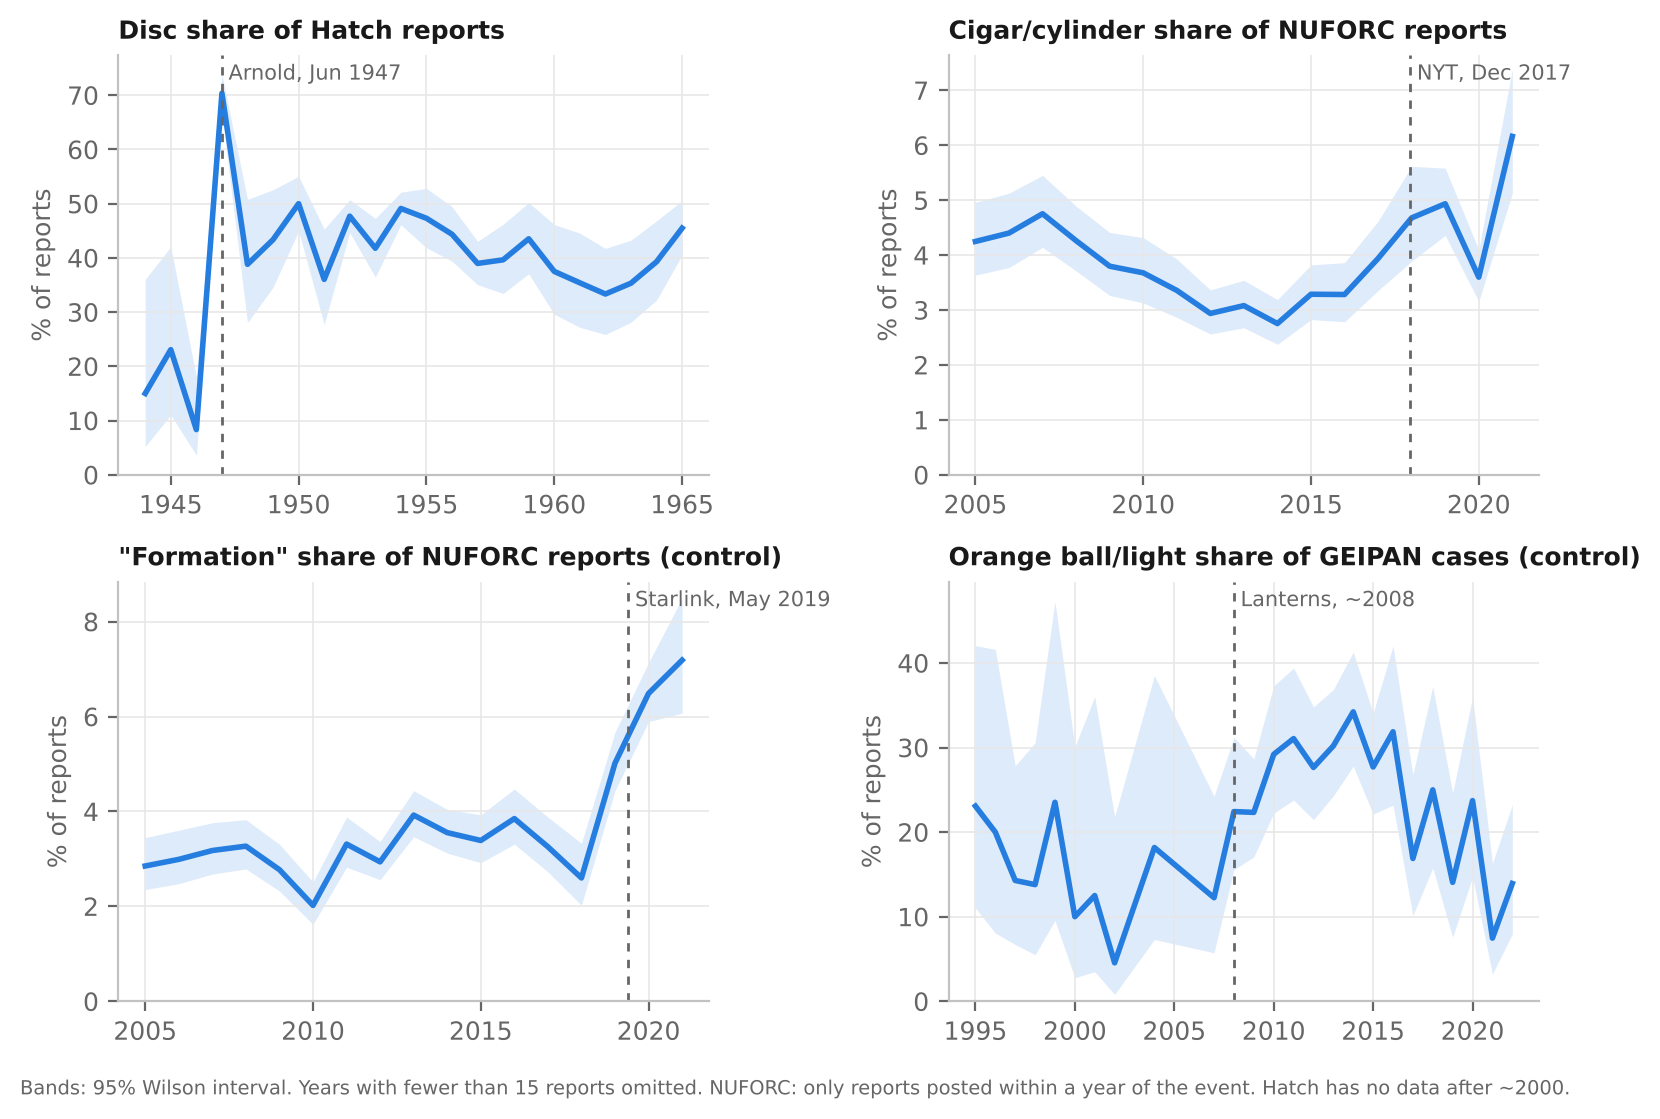 Disc share of Hatch reports
Arnold, Jun 1947
% of reports
70
60
50
40
30
20
10
0
1945 1950 1955 1960 1965
Cigar/cylinder share of NUFORC reports
NYT, Dec 2017
% of reports
7
6
5
4
3
2
1
0
2005 2010 2015 2020
"Formation" share of NUFORC reports (control)
Starlink, May 2019
% of reports
8
6
4
2
0
2005 2010 2015 2020
Orange ball/light share of GEIPAN cases (control)
Lanterns, ~2008
% of reports
40
30
20
10
0
1995 2000 2005 2010 2015 2020
Bands: 95% Wilson interval. Years with fewer than 15 reports omitted. NUFORC: only reports posted within a year of the event. Hatch has no data after ~2000.